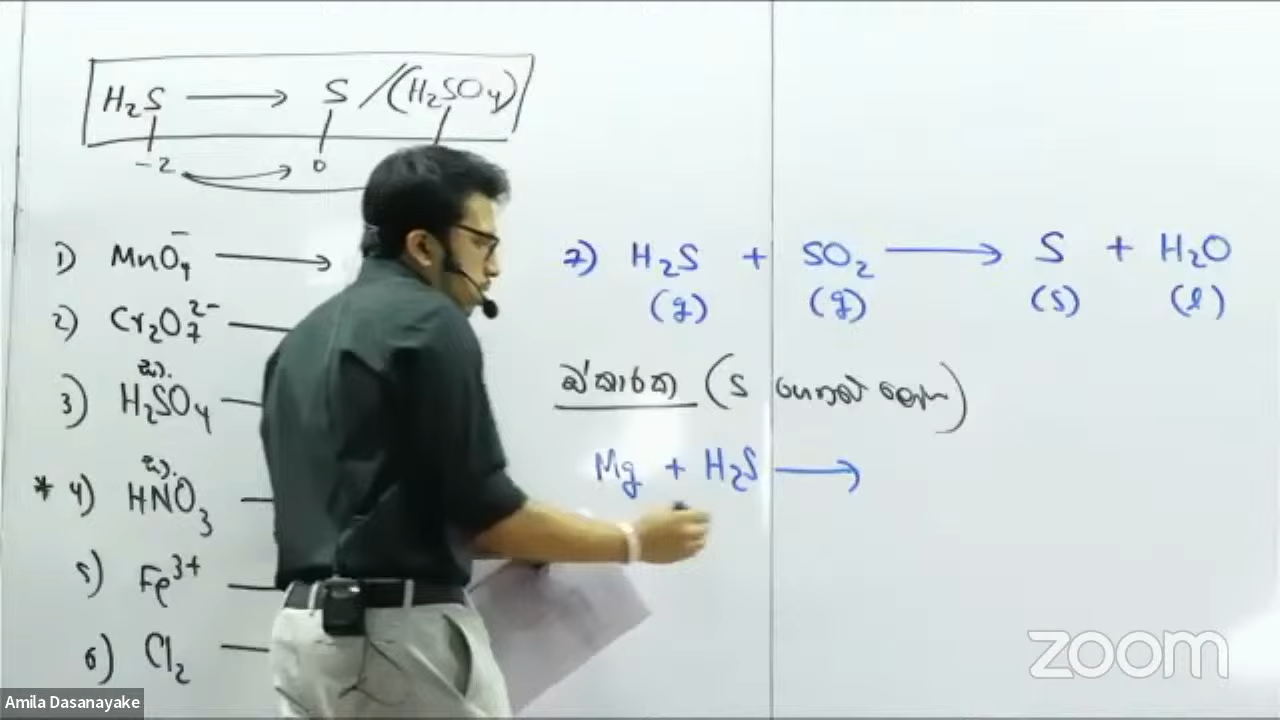 H₂S ⟶ S /(H₂SO₄)
-2 0
1) MnO₄⁻ ⟶
2) Cr₂O₇²⁻
සා.
3) H₂SO₄
සා.
* 4) HNO₃
5) Fe³⁺
6) Cl₂
7) H₂S + SO₂ ⟶ S + H₂O
(g) (g) (s) (l)
(S
Mg + H₂S ⟶
zoom
Amila Dasanayake